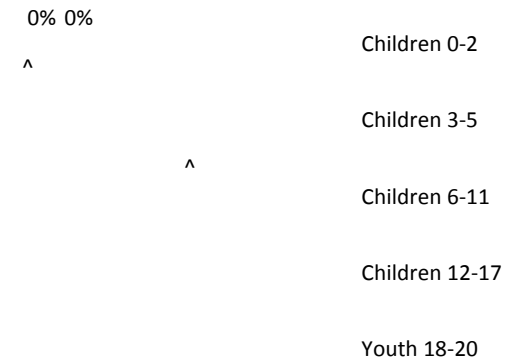 0% 0%
Children 0-2
^
Children 3-5
^
Children 6-11
Children 12-17
Youth 18-20